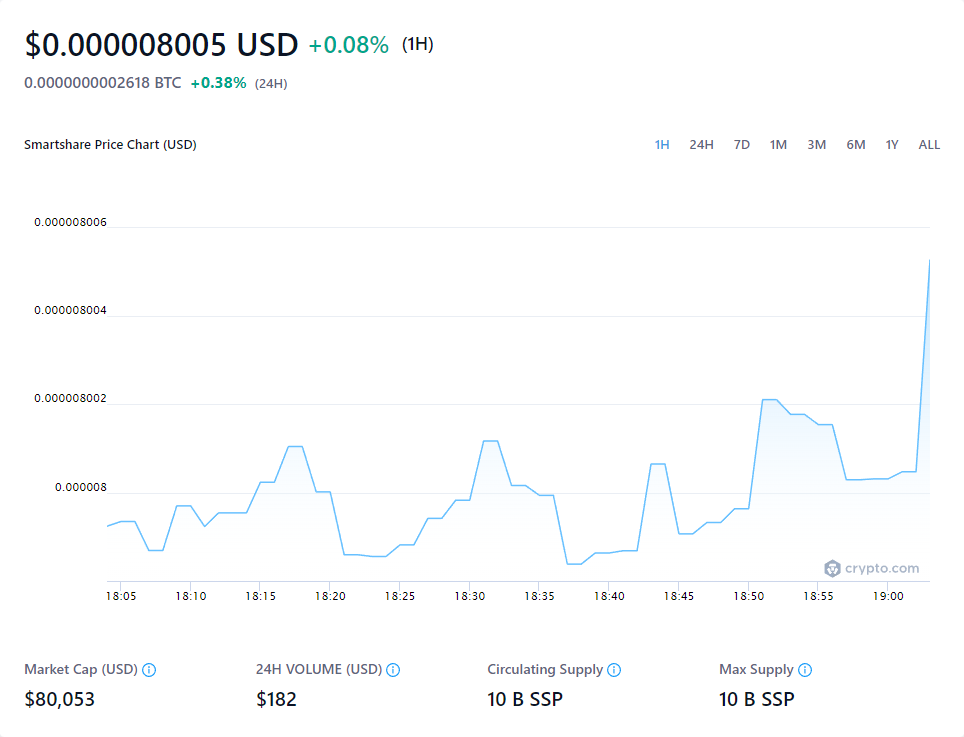 $0.000008005 USD +0.08% (1H)
0.0000000002618 BTC +0.38% (24H)
Smartshare Price Chart (USD) 1H 24H 7D 1M 3M 6M 1Y ALL
0.000008006
0.000008004
0.000008002
0.000008
crypto.com
18:05 18:10 18:15 18:20 18:25 18:30 18:35 18:40 18:45 18:50 18:55 19:00
Market Cap (USD) 24H VOLUME (USD) Circulating Supply Max Supply
$80,053 $182 10 B SSP 10 B SSP